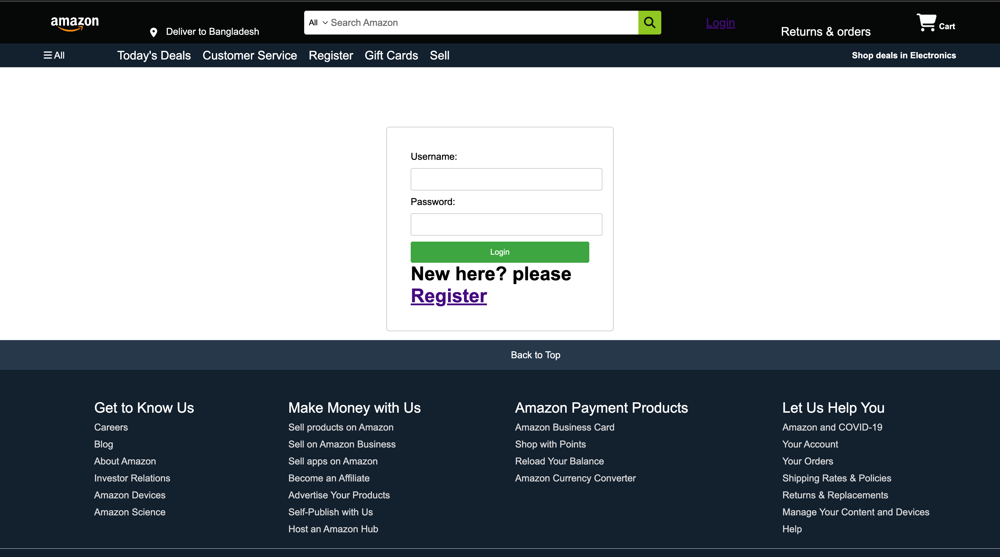 amazon
Deliver to Bangladesh
All Search Amazon
Login
Returns & orders
Cart
All
Today's Deals Customer Service Register Gift Cards Sell
Shop deals in Electronics
Username:
Password:
Login
New here? please
Register
Back to Top
Get to Know Us
Careers
Blog
About Amazon
Investor Relations
Amazon Devices
Amazon Science
Make Money with Us
Sell products on Amazon
Sell on Amazon Business
Sell apps on Amazon
Become an Affiliate
Advertise Your Products
Self-Publish with Us
Host an Amazon Hub
Amazon Payment Products
Amazon Business Card
Shop with Points
Reload Your Balance
Amazon Currency Converter
Let Us Help You
Amazon and COVID-19
Your Account
Your Orders
Shipping Rates & Policies
Returns & Replacements
Manage Your Content and Devices
Help